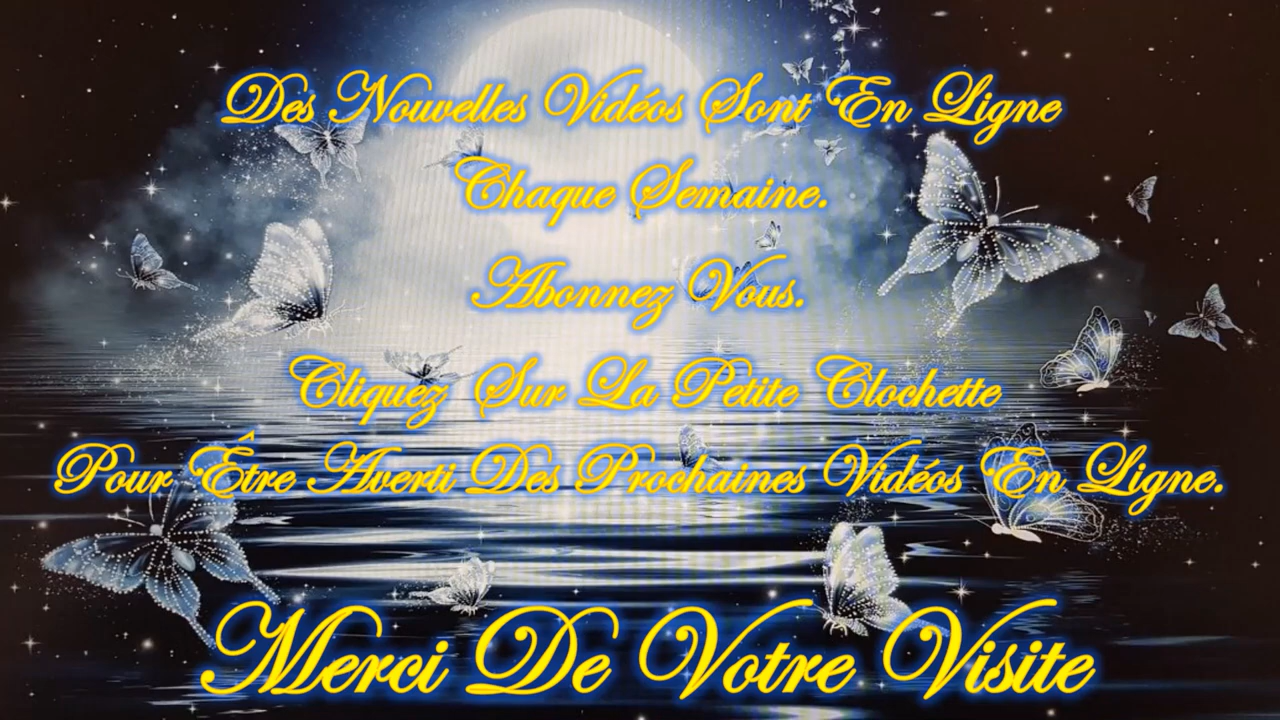 Des Nouvelles Vidéos Sont En Ligne
Chaque Semaine.
Abonnez Vous.
Cliquez Sur La Petite Clochette
Pour Être Averti Des Prochaines Vidéos En Ligne.
Merci De Votre Visite